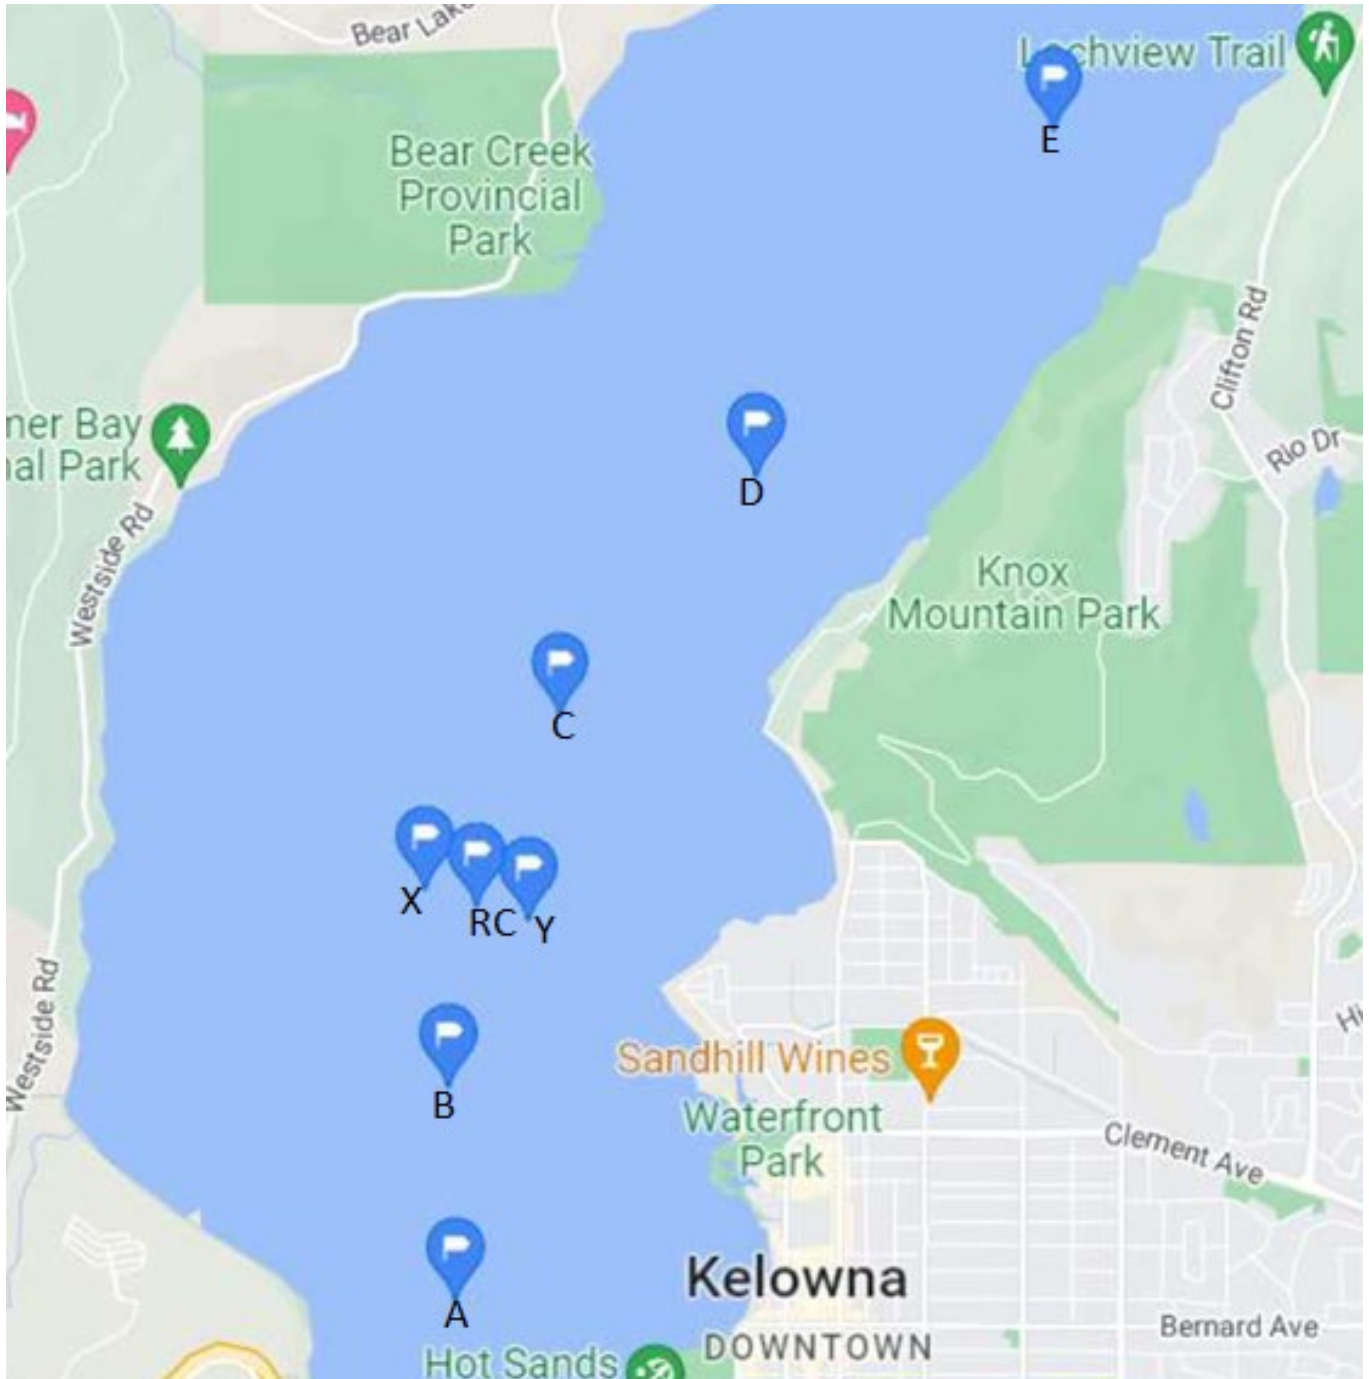 Bear Lake
Lochview Trail
E
Bear Creek
Provincial
Park
Clifton Rd
mer Bay
nal Park
Rio Dr
D
Westside Rd
Knox
Mountain Park
C
X
RC
Y
Westside Rd
Sandhill Wines
B
Waterfront
Park
Clement Ave
Kelowna
A
Bernard Ave
DOWNTOWN
Hot Sands